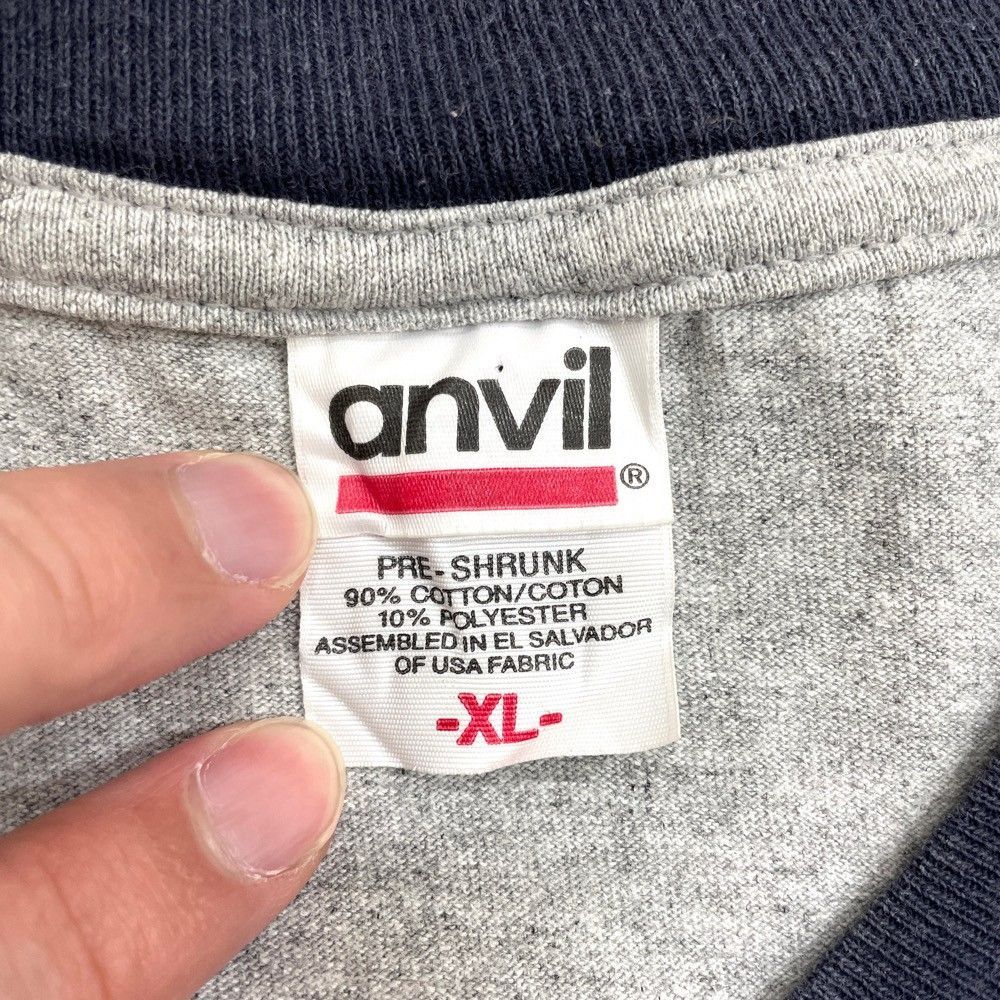 anvil
®
PRE-SHRUNK
90% COTTON/COTON
10% POLYESTER
ASSEMBLED IN EL SALVADOR
OF USA FABRIC
-XL-